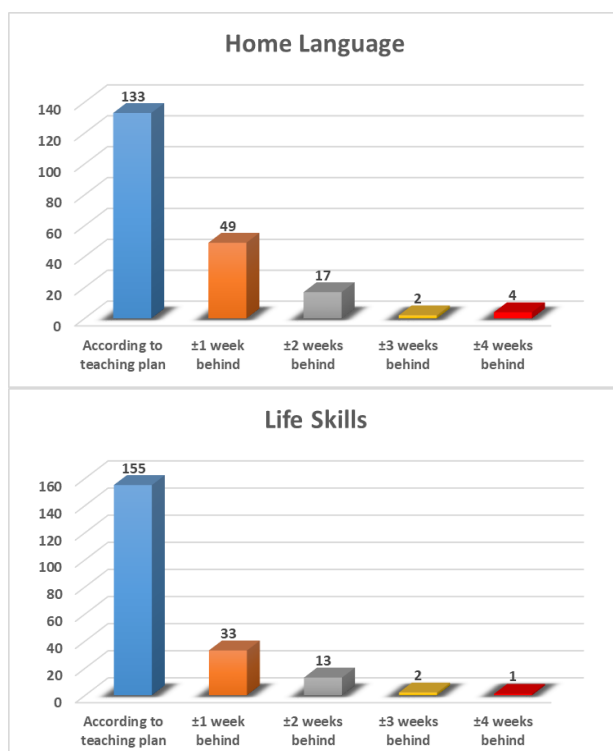 Home Language
133
140
120
100
80
60
40
20
0
49
17
2
4
According to teaching plan
±1 week behind
±2 weeks behind
±3 weeks behind
±4 weeks behind
Life Skills
155
160
140
120
100
80
60
40
20
0
33
13
2
1
According to teaching plan
±1 week behind
±2 weeks behind
±3 weeks behind
±4 weeks behind